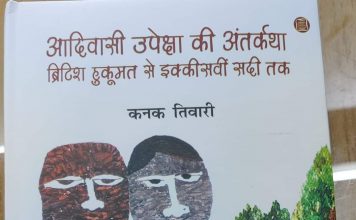 आदिवासी उपेक्षा की अंतर्कथा
ब्रिटिश हुकूमत से इक्कीसवीं सदी तक
कनक तिवारी